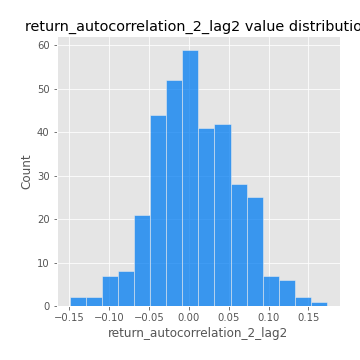 return_autocorrelation_2_lag2 value distributio
60
50
40
30
20
10
0
Count
−0.15 −0.10 −0.05 0.00 0.05 0.10 0.15
return_autocorrelation_2_lag2